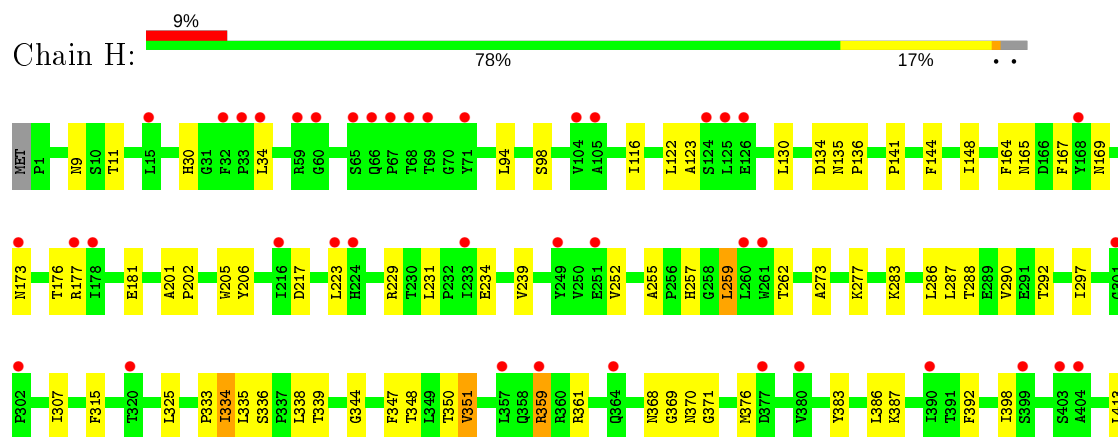 9%
Chain H:
78% 17% • •
MET P1 N9 S10 T11 L15 H30 G31 F32 P33 L34 R59 G60 S65 Q66 P67 T68 T69 G70 Y71 L94 S98 V104 A105 I116 L122 A123 S124 L125 E126 L130 D134 N135 P136 P141 F144 I148 F164 N165 D166 F167 Y168 N169
N173 T176 R177 I178 E181 A201 P202 W205 Y206 I216 D217 L223 H224 R229 T230 L231 P232 I233 E234 V239 Y249 V250 E251 V252 A255 P256 H257 G258 L259 L260 W261 T262 A273 K277 K283 L286 L287 T288 E289 V290 E291 T292 I297
P302 I307 F315 T320 L325 P333 I334 L335 S336 P337 L338 T339 G344 F347 T348 L349 T350 V351 L357 Q358 R359 R360 R361 Q364 N368 G369 N370 G371 M376 D377 V380 Y383 L386 K387 I390 T391 F392 I398 S399 S403 A404